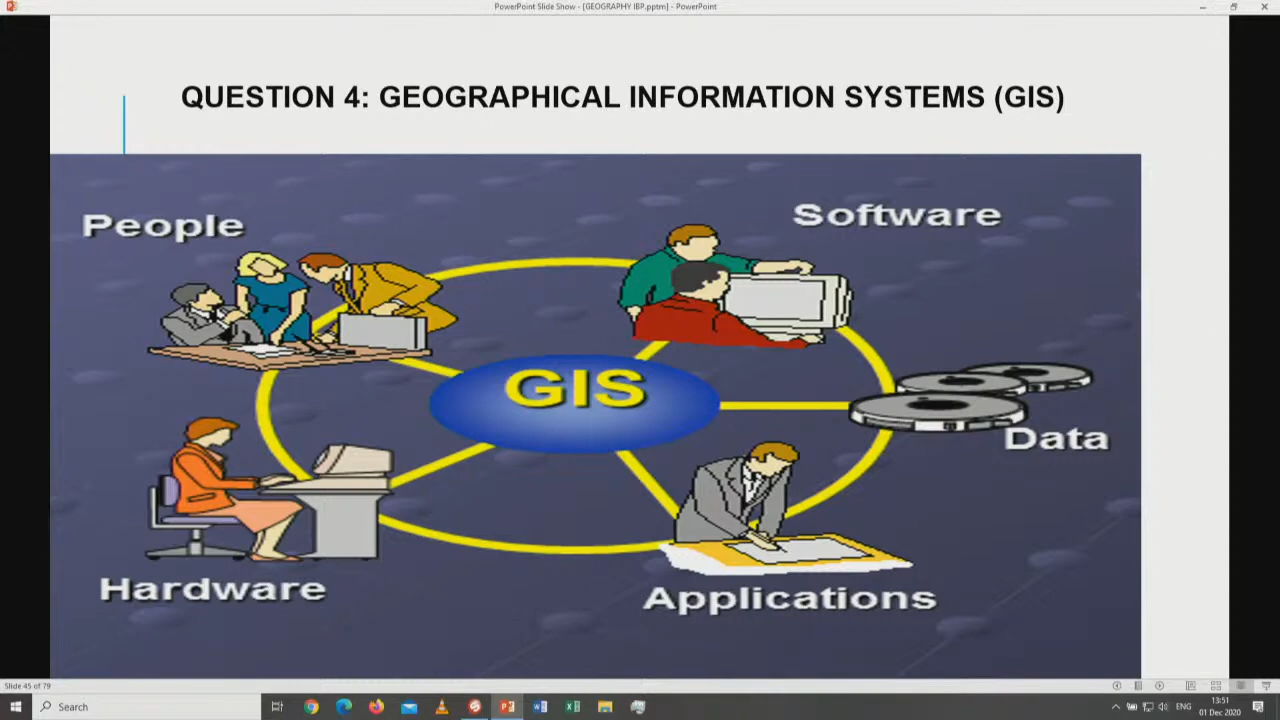 PowerPoint Slide Show - [GEOGRAPHY IBP.pptm] - PowerPoint
QUESTION 4: GEOGRAPHICAL INFORMATION SYSTEMS (GIS)
People
Software
GIS
Data
Hardware
Applications
Slide 45 of 79
Search
ENG
13:51
01 Dec 2020